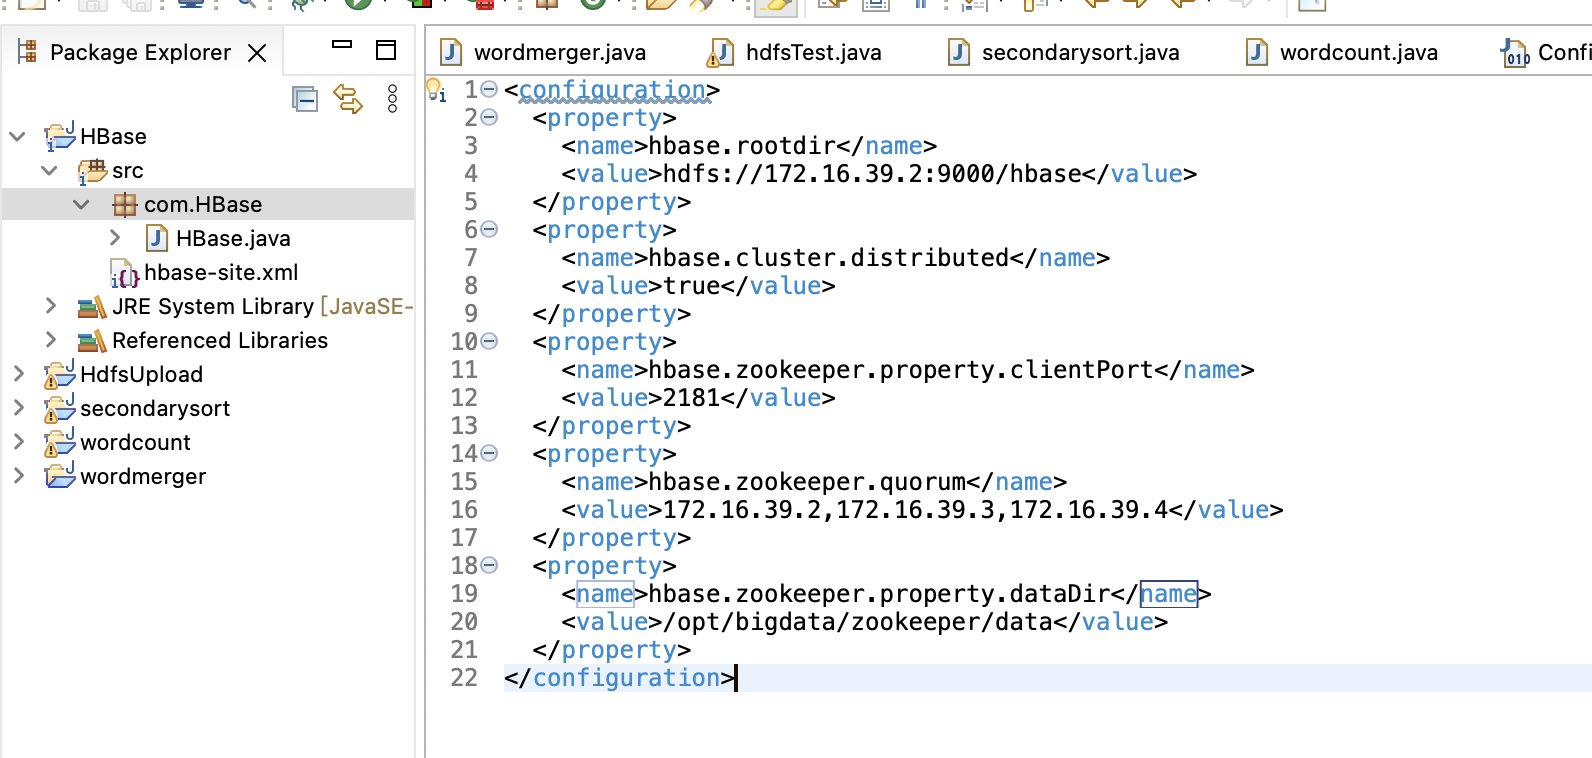 Package Explorer
HBase
src
com.HBase
HBase.java
hbase-site.xml
JRE System Library [JavaSE-
Referenced Libraries
HdfsUpload
secondarysort
wordcount
wordmerger
wordmerger.java hdfsTest.java secondarysort.java wordcount.java Confi
1 <configuration>
2 <property>
3 <name>hbase.rootdir</name>
4 <value>hdfs://172.16.39.2:9000/hbase</value>
5 </property>
6 <property>
7 <name>hbase.cluster.distributed</name>
8 <value>true</value>
9 </property>
10 <property>
11 <name>hbase.zookeeper.property.clientPort</name>
12 <value>2181</value>
13 </property>
14 <property>
15 <name>hbase.zookeeper.quorum</name>
16 <value>172.16.39.2,172.16.39.3,172.16.39.4</value>
17 </property>
18 <property>
19 <name>hbase.zookeeper.property.dataDir</name>
20 <value>/opt/bigdata/zookeeper/data</value>
21 </property>
22 </configuration>